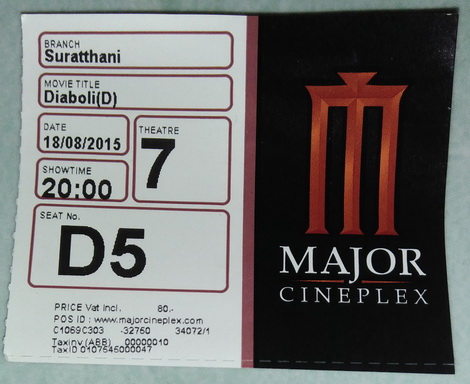 BRANCH
Suratthani
MOVIE TITLE
Diaboli(D)
DATE
18/08/2015
THEATRE
7
SHOWTIME
20:00
SEAT No.
D5
PRICE Vat Incl. 80.-
POS ID : www.majorcineplex.com
C1069C303 -32750 34072/1
Taxinv.(ABB) 00000010
TaxID 0107545000047
MAJOR
CINEPLEX